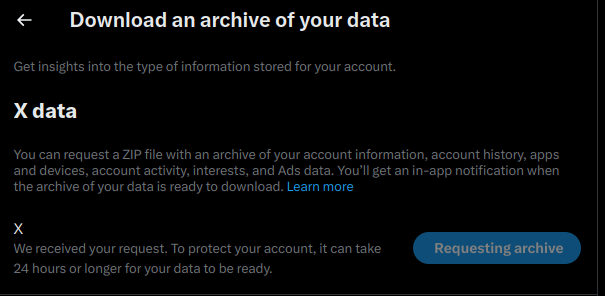 Download an archive of your data
Get insights into the type of information stored for your account.
X data
You can request a ZIP file with an archive of your account information, account history, apps
and devices, account activity, interests, and Ads data. You’ll get an in-app notification when
the archive of your data is ready to download. Learn more
X
We received your request. To protect your account, it can take
24 hours or longer for your data to be ready.
Requesting archive